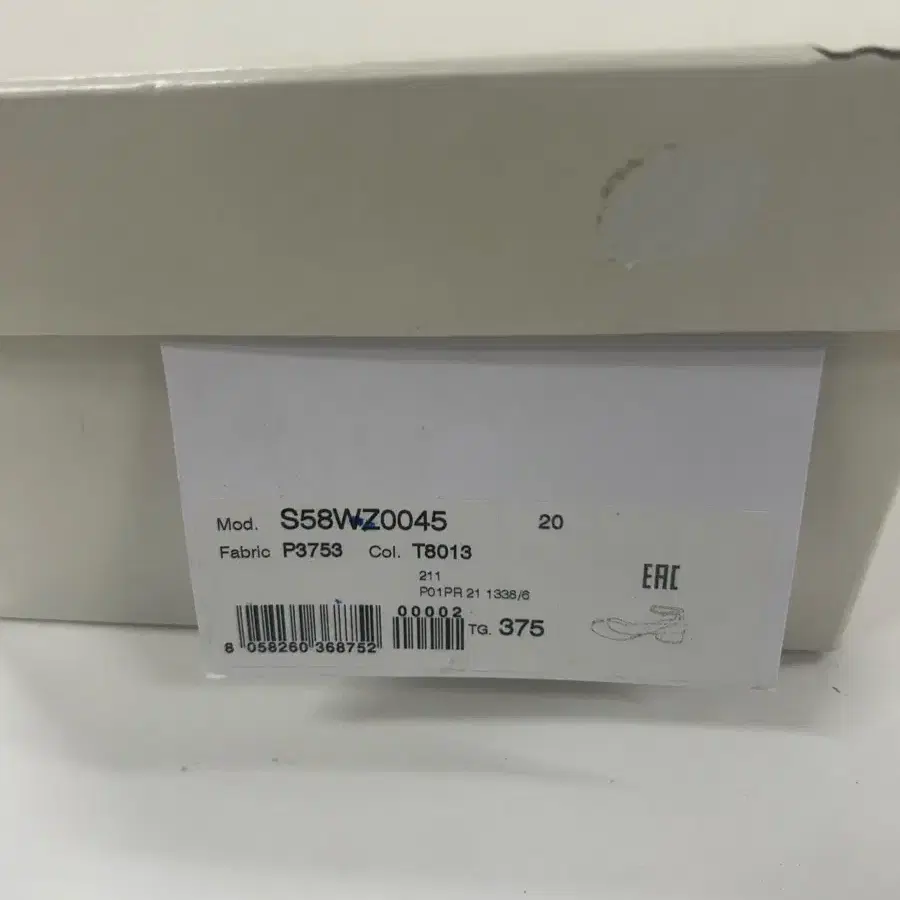 Mod. S58WZ0045 20
Fabric P3753 Col. T8013
211
P01PR 21 1338/6
EAC
00002
TG. 375
8 058260 368752